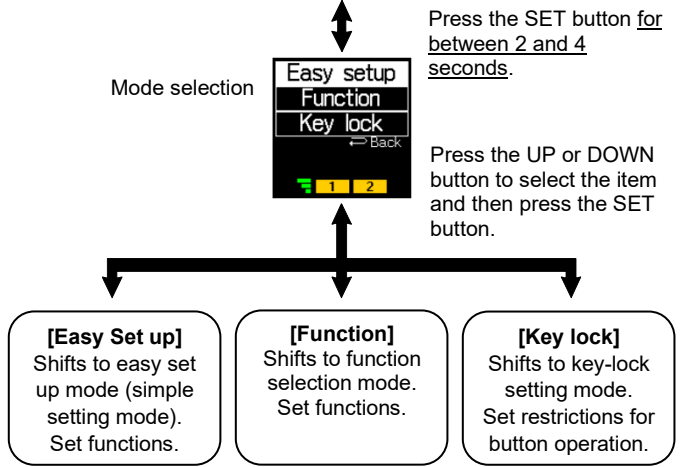 Press the SET button for
between 2 and 4
seconds.
Mode selection
Easy setup
Function
Key lock
Back
1 2
Press the UP or DOWN
button to select the item
and then press the SET
button.
[Easy Set up]
Shifts to easy set
up mode (simple
setting mode).
Set functions.
[Function]
Shifts to function
selection mode.
Set functions.
[Key lock]
Shifts to key-lock
setting mode.
Set restrictions for
button operation.